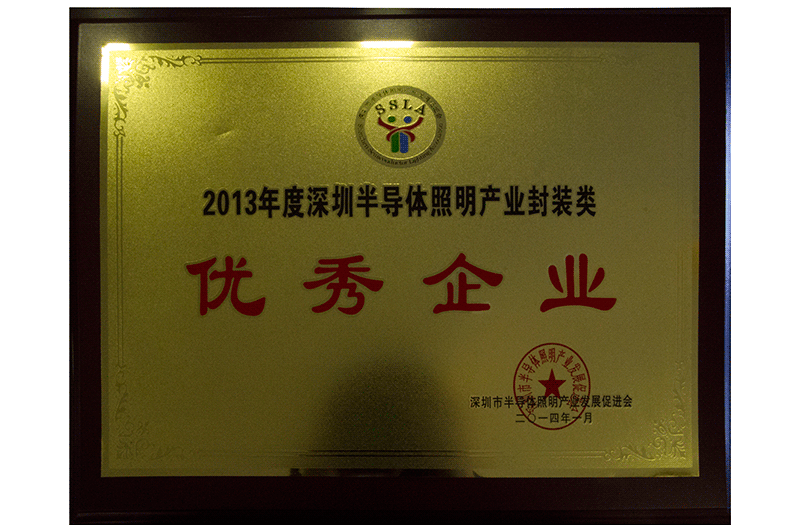 SSLA
2013年度深圳半导体照明产业封装类
优秀企业
深圳市半导体照明产业发展促进会
二〇一四年一月